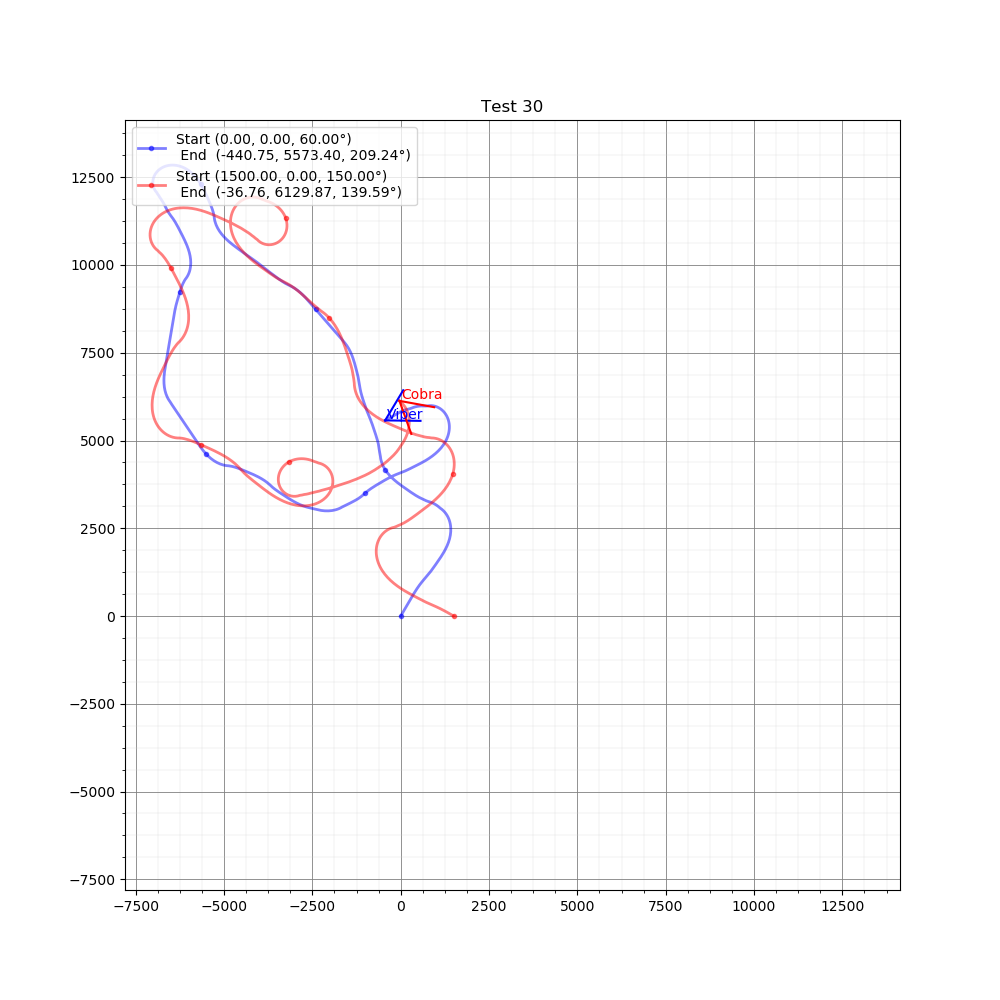 Test 30
Start (0.00, 0.00, 60.00°)
End (-440.75, 5573.40, 209.24°)
Start (1500.00, 0.00, 150.00°)
End (-36.76, 6129.87, 139.59°)
12500
10000
7500
5000
2500
0
−2500
−5000
−7500
Cobra
Viper
−7500 −5000 −2500 0 2500 5000 7500 10000 12500